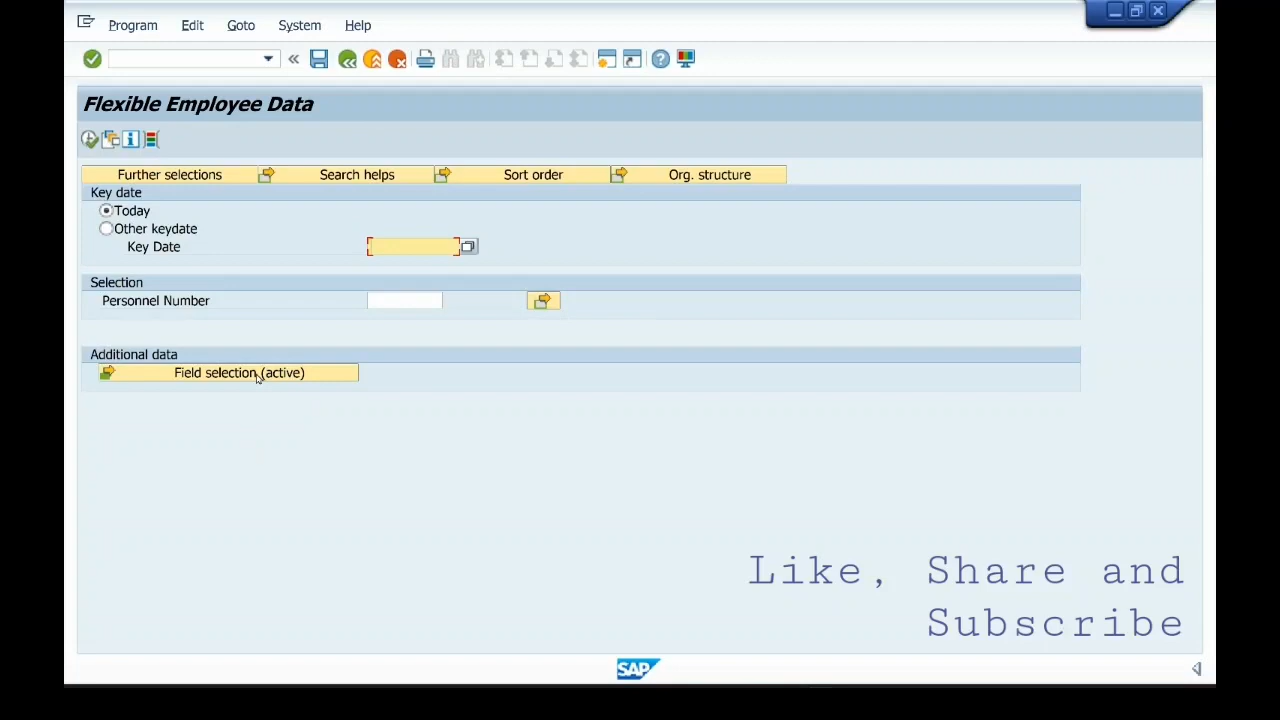 Program Edit Goto System Help
Flexible Employee Data
Further selections Search helps Sort order Org. structure
Key date
Today
Other keydate
Key Date
Selection
Personnel Number
Additional data
Field selection (active)
Like, Share and
Subscribe
SAP